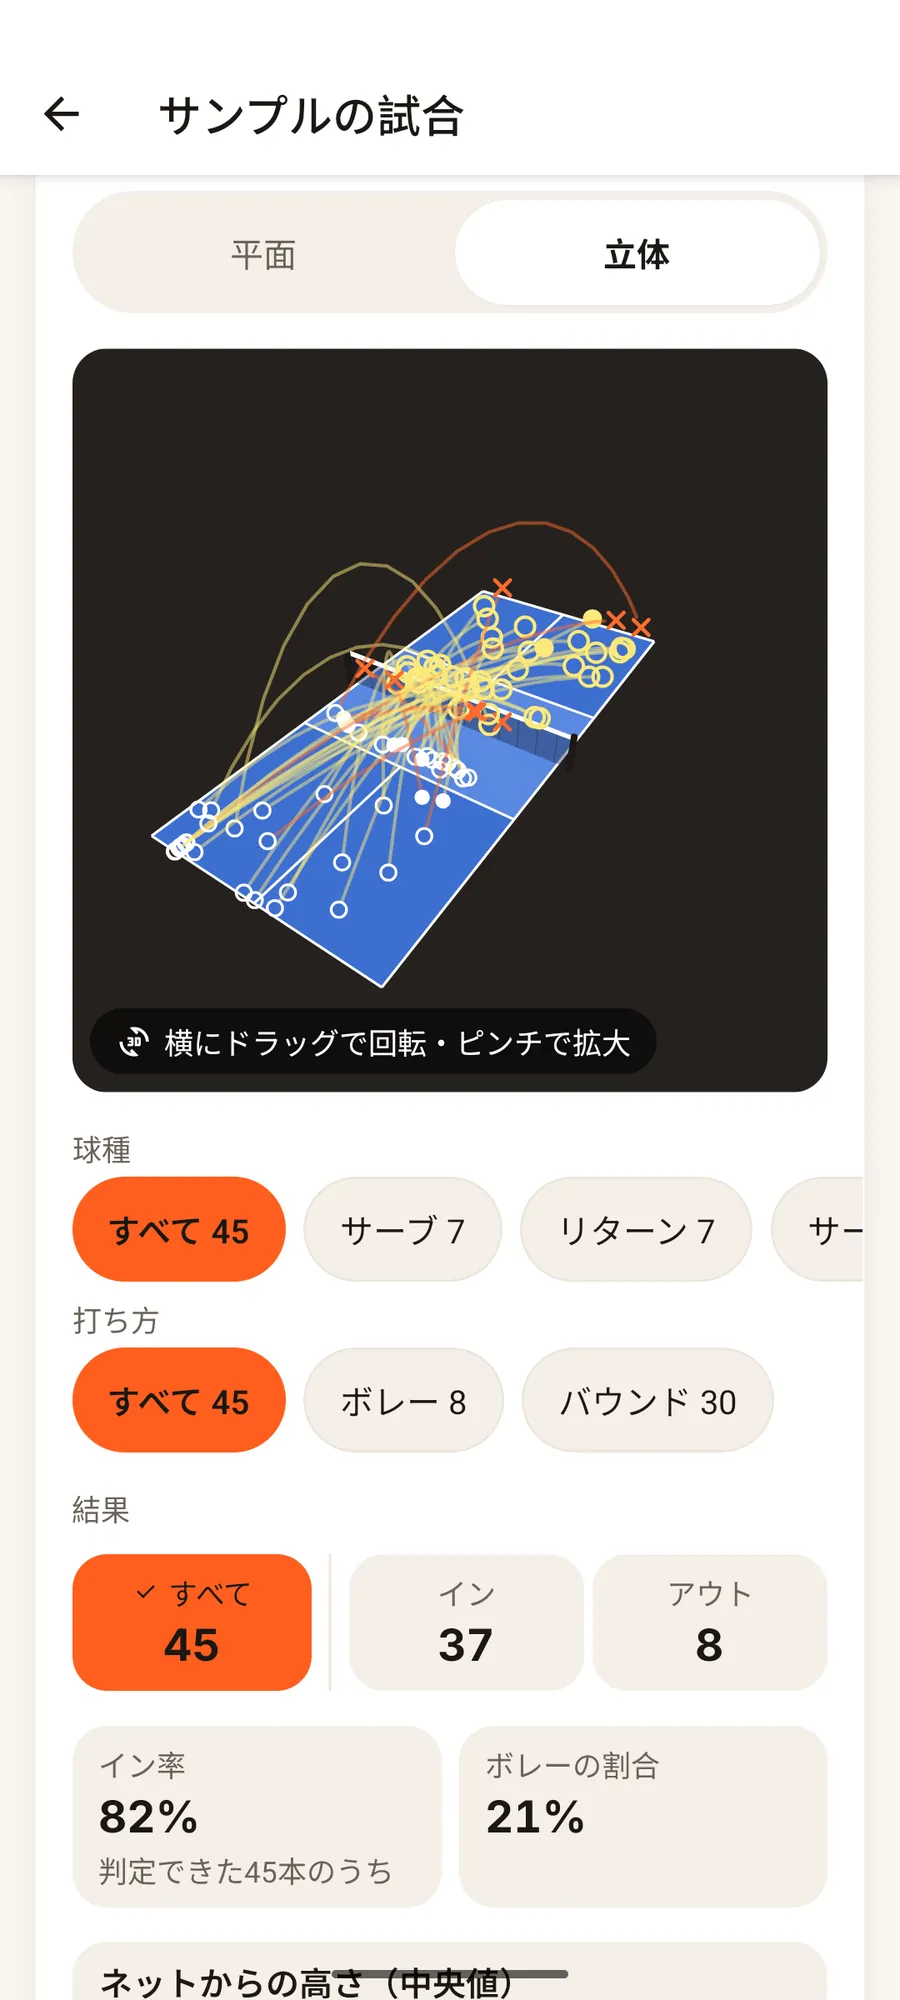 サンプルの試合
平面
立体
3D 横にドラッグで回転・ピンチで拡大
球種
すべて 45
サーブ 7
リターン 7
サー
打ち方
すべて 45
ボレー 8
バウンド 30
結果
すべて
45
イン
37
アウト
8
イン率
82%
判定できた45本のうち
ボレーの割合
21%
ネットからの高さ（中央値）